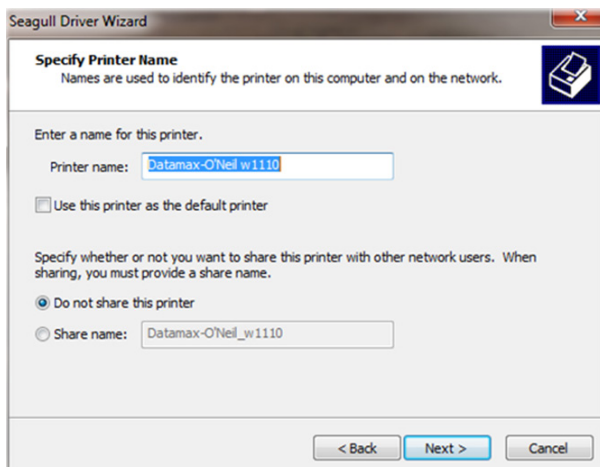 Seagull Driver Wizard
Specify Printer Name
Names are used to identify the printer on this computer and on the network.
Enter a name for this printer.
Printer name: Datamax-O'Neil w1110
Use this printer as the default printer
Specify whether or not you want to share this printer with other network users. When
sharing, you must provide a share name.
Do not share this printer
Share name: Datamax-O'Neil_w1110
< Back Next > Cancel